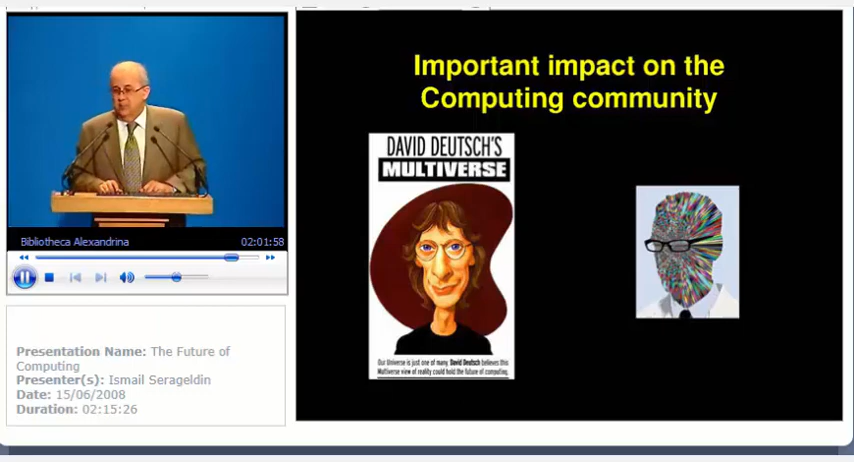 Important impact on the
Computing community
DAVID DEUTSCH'S
MULTIVERSE
Our Universe is just one of many. David Deutsch believes this
Multiverse view of reality could hold the future of computing.
Bibliotheca Alexandrina 02:01:58
Presentation Name: The Future of
Computing
Presenter(s): Ismail Serageldin
Date: 15/06/2008
Duration: 02:15:26